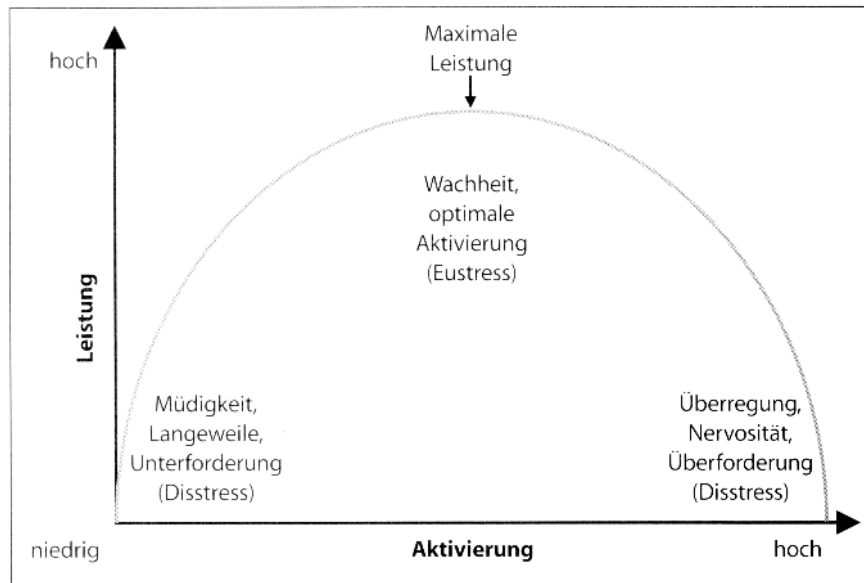 hoch
Maximale
Leistung
Wachheit,
optimale
Aktivierung
(Eustress)
Leistung
Müdigkeit,
Langeweile,
Unterforderung
(Disstress)
Überregung,
Nervosität,
Überforderung
(Disstress)
niedrig
Aktivierung
hoch